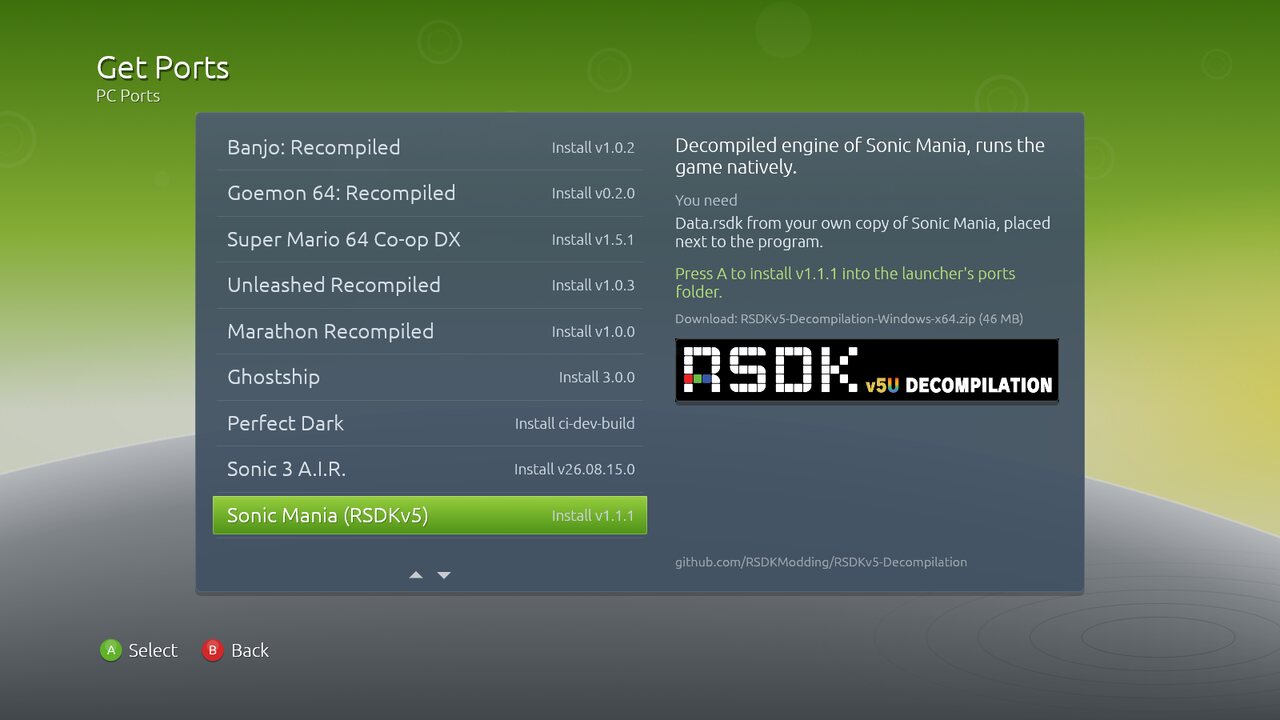 Get Ports
PC Ports
Banjo: Recompiled Install v1.0.2
Goemon 64: Recompiled Install v0.2.0
Super Mario 64 Co-op DX Install v1.5.1
Unleashed Recompiled Install v1.0.3
Marathon Recompiled Install v1.0.0
Ghostship Install 3.0.0
Perfect Dark Install ci-dev-build
Sonic 3 A.I.R. Install v26.08.15.0
Sonic Mania (RSDKv5) Install v1.1.1
Decompiled engine of Sonic Mania, runs the
game natively.
You need
Data.rsdk from your own copy of Sonic Mania, placed
next to the program.
Press A to install v1.1.1 into the launcher's ports
folder.
Download: RSDKv5-Decompilation-Windows-x64.zip (46 MB)
RSDK v5U DECOMPILATION
github.com/RSDKModding/RSDKv5-Decompilation
A Select B Back